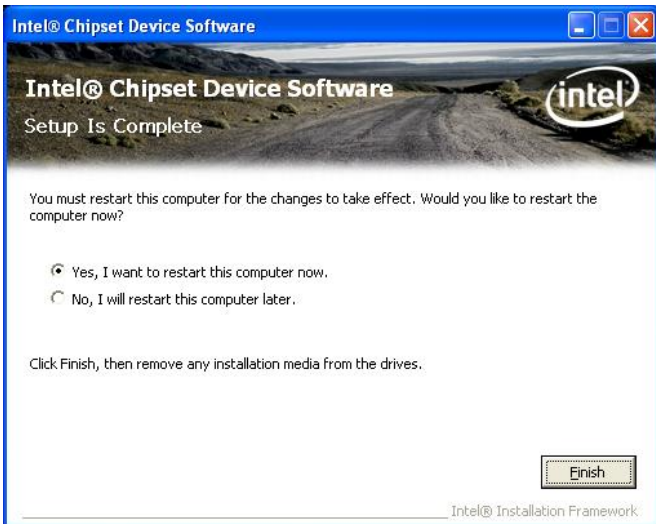 Intel® Chipset Device Software
Intel® Chipset Device Software
intel
Setup Is Complete
You must restart this computer for the changes to take effect. Would you like to restart the
computer now?
Yes, I want to restart this computer now.
No, I will restart this computer later.
Click Finish, then remove any installation media from the drives.
Finish
Intel® Installation Framework